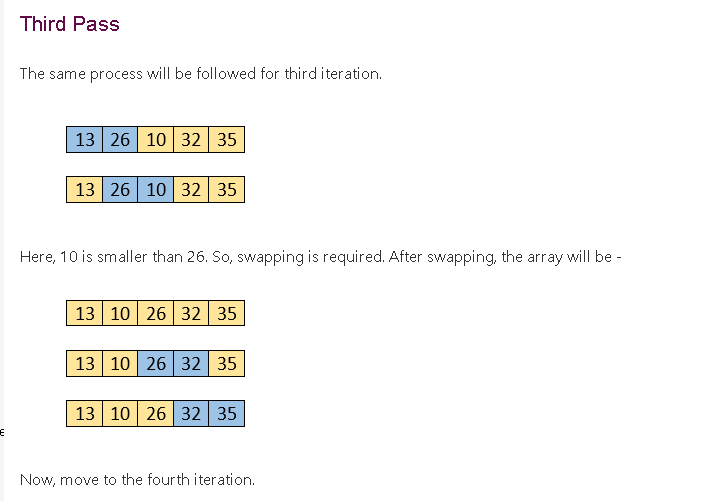 Third Pass
The same process will be followed for third iteration.
13 26 10 32 35
13 26 10 32 35
Here, 10 is smaller than 26. So, swapping is required. After swapping, the array will be -
13 10 26 32 35
13 10 26 32 35
13 10 26 32 35
e
Now, move to the fourth iteration.